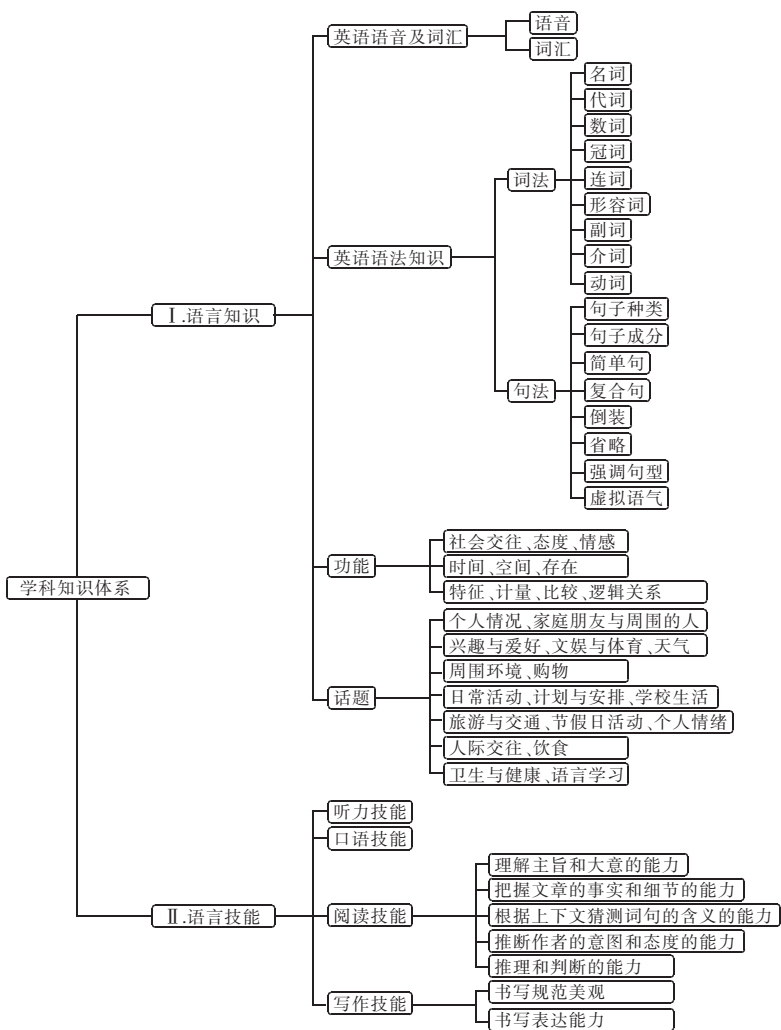 学科知识体系
Ⅰ.语言知识
英语语音及词汇
语音
词汇
英语语法知识
词法
名词
代词
数词
冠词
连词
形容词
副词
介词
动词
句法
句子种类
句子成分
简单句
复合句
倒装
省略
强调句型
虚拟语气
功能
社会交往、态度、情感
时间、空间、存在
特征、计量、比较、逻辑关系
话题
个人情况、家庭朋友与周围的人
兴趣与爱好、文娱与体育、天气
周围环境、购物
日常活动、计划与安排、学校生活
旅游与交通、节假日活动、个人情绪
人际交往、饮食
卫生与健康、语言学习
Ⅱ.语言技能
听力技能
口语技能
阅读技能
理解主旨和大意的能力
把握文章的事实和细节的能力
根据上下文猜测词句的含义的能力
推断作者的意图和态度的能力
推理和判断的能力
写作技能
书写规范美观
书写表达能力